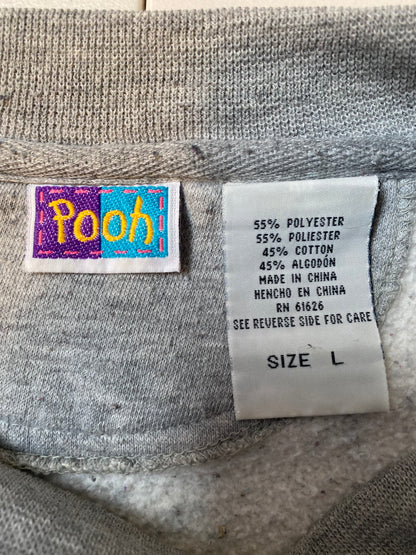 Pooh
55% POLYESTER
55% POLIESTER
45% COTTON
45% ALGODÓN
MADE IN CHINA
HENCHO EN CHINA
RN 61626
SEE REVERSE SIDE FOR CARE
SIZE L